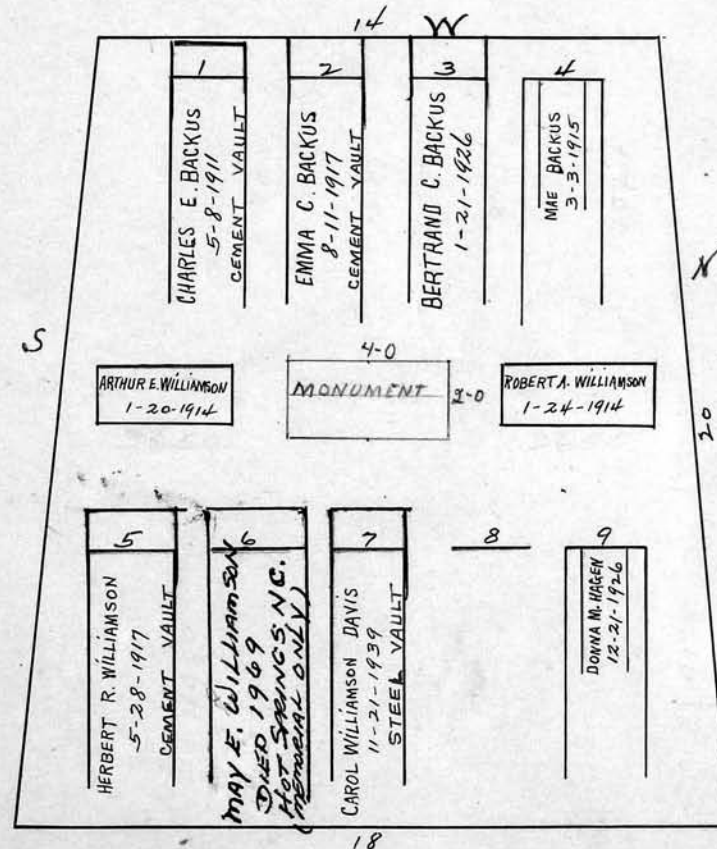 14 W
1
2
3
4
CHARLES E. BACKUS
5-8-1911
CEMENT VAULT
EMMA C. BACKUS
8-11-1917
CEMENT VAULT
BERTRAND C. BACKUS
1-21-1926
MAE BACKUS
3-3-1915
N
S
ARTHUR E. WILLIAMSON
1-20-1914
4-0
MONUMENT
2-0
ROBERT A. WILLIAMSON
1-24-1914
20
5
6
7
8
9
HERBERT R. WILLIAMSON
5-28-1917
CEMENT VAULT
MAY E. WILLIAMSON
DIED 1969
HOT SPRINGS, N.C.
(MEMORIAL ONLY)
CAROL WILLIAMSON DAVIS
11-21-1939
STEEL VAULT
DONNA M. HAGEN
12-21-1926
18